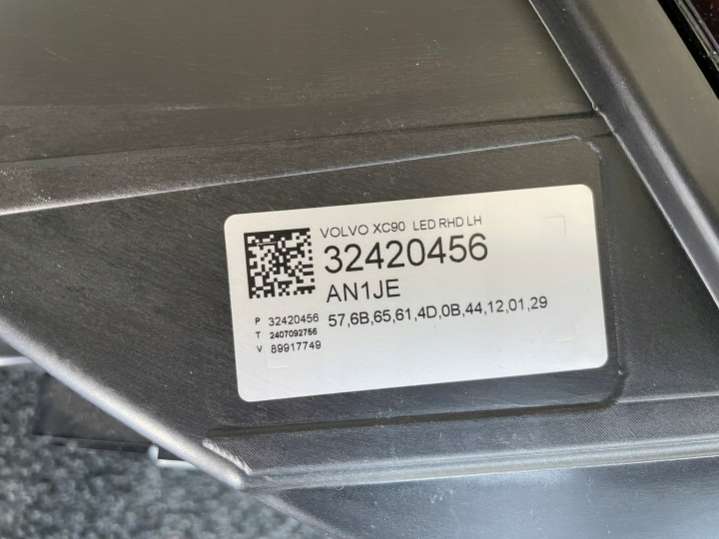 VOLVO XC90 LED RHD LH
32420456
AN1JE
57,6B,65,61,4D,0B,44,12,01,29
P 32420456
T 2407092756
V 89917749